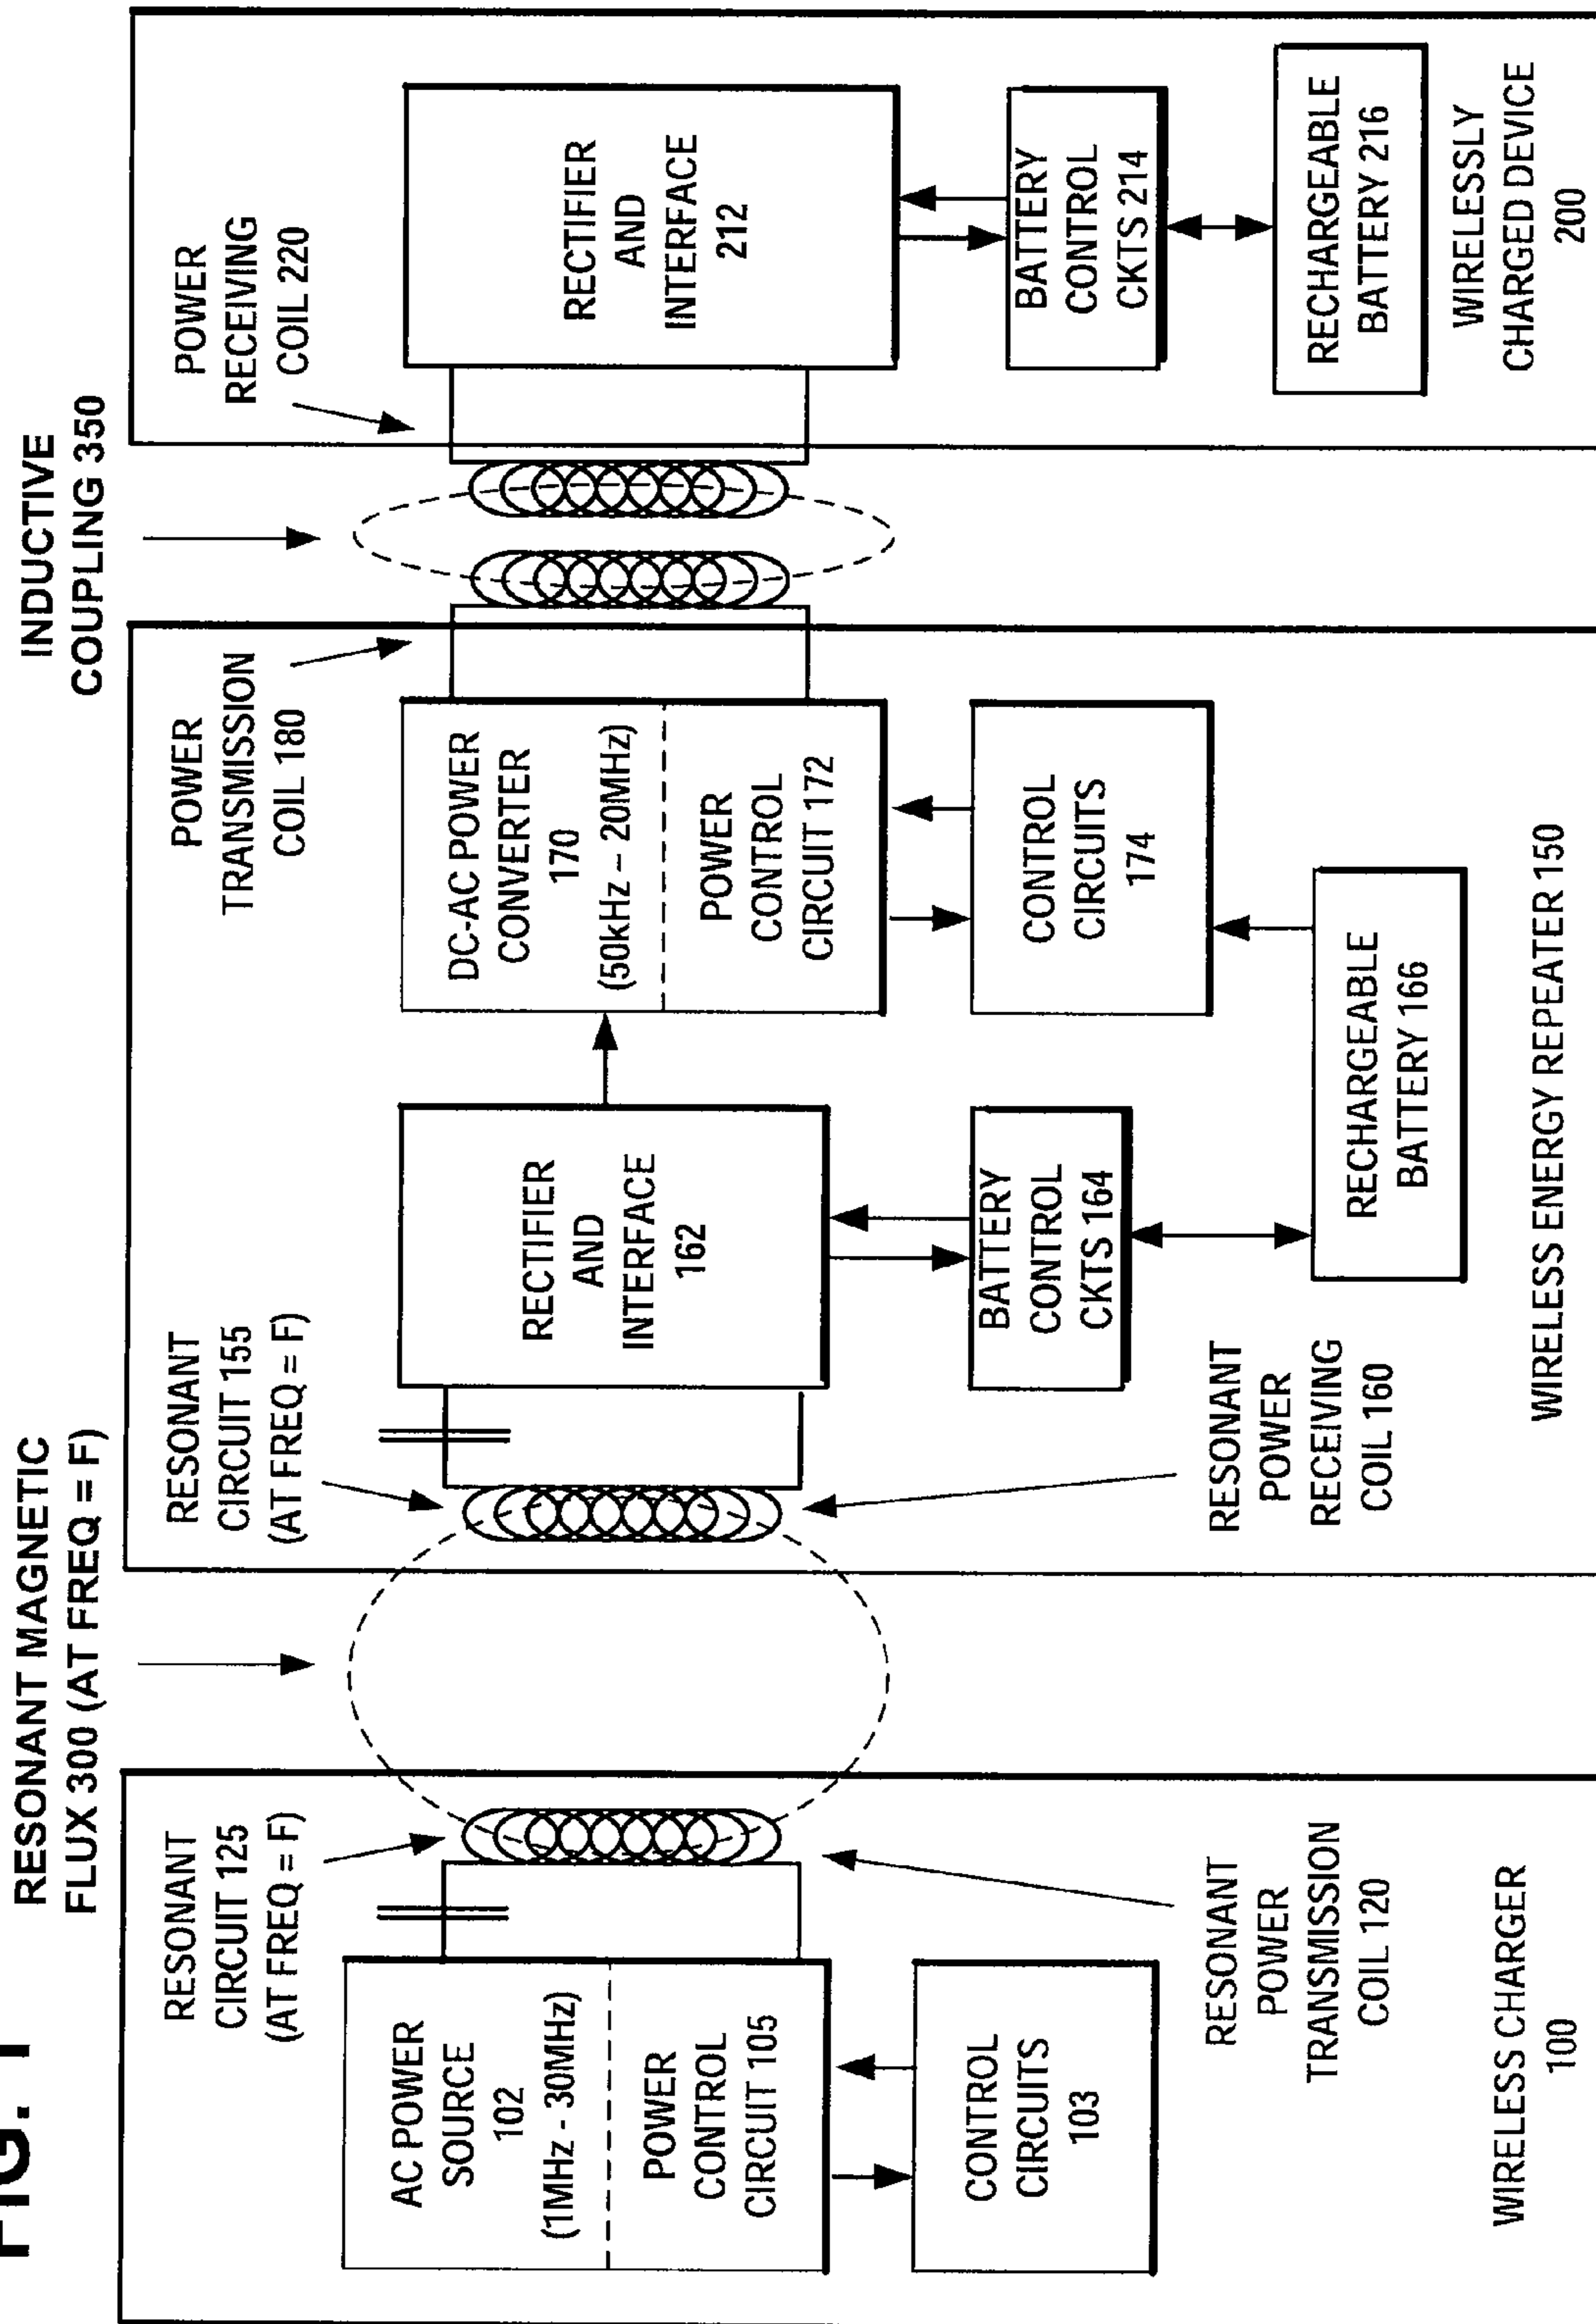 FIG. 1
RESONANT MAGNETIC
FLUX 300 (AT FREQ = F)
INDUCTIVE
COUPLING 350
RESONANT
CIRCUIT 125
(AT FREQ = F)
AC POWER
SOURCE
102
(1MHz - 30MHz)
POWER
CONTROL
CIRCUIT 105
CONTROL
CIRCUITS
103
RESONANT
POWER
TRANSMISSION
COIL 120
WIRELESS CHARGER
100
RESONANT
CIRCUIT 155
(AT FREQ = F)
RECTIFIER
AND
INTERFACE
162
BATTERY
CONTROL
CKTS 164
RESONANT
POWER
RECEIVING
COIL 160
POWER
TRANSMISSION
COIL 180
DC-AC POWER
CONVERTER
170
(50kHz – 20MHz)
POWER
CONTROL
CIRCUIT 172
CONTROL
CIRCUITS
174
RECHARGEABLE
BATTERY 166
WIRELESS ENERGY REPEATER 150
POWER
RECEIVING
COIL 220
RECTIFIER
AND
INTERFACE
212
BATTERY
CONTROL
CKTS 214
RECHARGEABLE
BATTERY 216
WIRELESSLY
CHARGED DEVICE
200